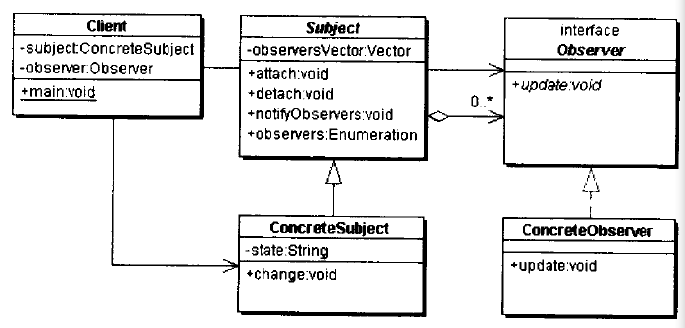 Client
-subject:ConcreteSubject
-observer:Observer
+main:void
Subject
-observersVector:Vector
+attach:void
+detach:void
+notifyObservers:void
+observers:Enumeration
0..*
interface
Observer
+update:void
ConcreteSubject
-state:String
+change:void
ConcreteObserver
+update:void